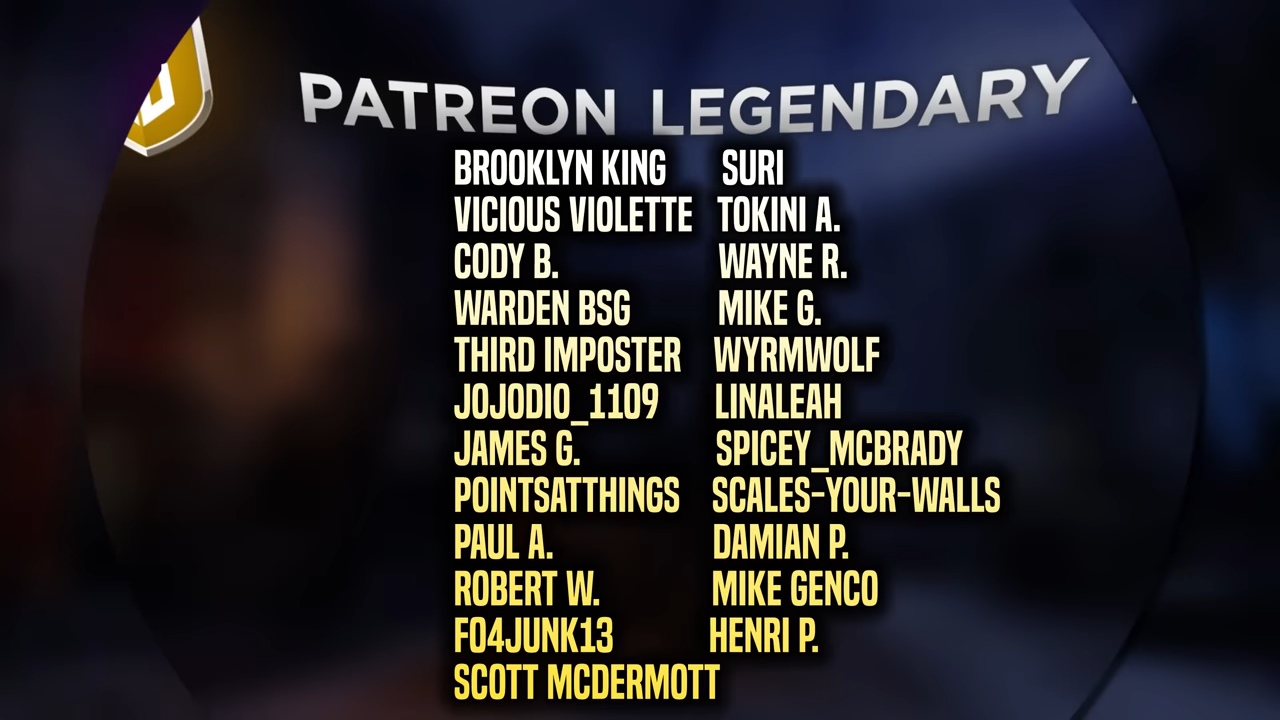 PATREON LEGENDARY
BROOKLYN KING SURI
VICIOUS VIOLETTE TOKINI A.
CODY B. WAYNE R.
WARDEN BSG MIKE G.
THIRD IMPOSTER WYRMWOLF
JOJODIO_1109 LINALEAH
JAMES G. SPICEY_MCBRADY
POINTSATTHINGS SCALES-YOUR-WALLS
PAUL A. DAMIAN P.
ROBERT W. MIKE GENCO
FO4JUNK13 HENRI P.
SCOTT MCDERMOTT